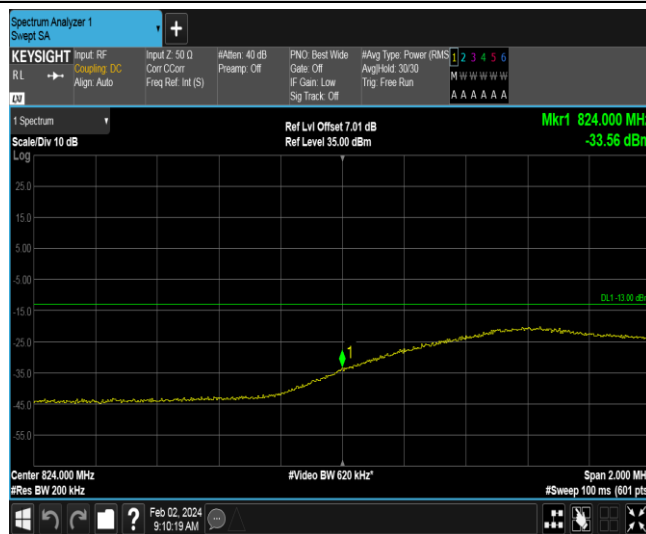 Spectrum Analyzer 1
Swept SA
+
KEYSIGHT
RL
LXI
Input: RF
Coupling: DC
Align: Auto
Input Z: 50 Ω
Corr CCorr
Freq Ref: Int (S)
#Atten: 40 dB
Preamp: Off
PNO: Best Wide
Gate: Off
IF Gain: Low
Sig Track: Off
#Avg Type: Power (RMS
Avg|Hold: 30/30
Trig: Free Run
1 2 3 4 5 6
M W W W W W
A A A A A A
1 Spectrum
Scale/Div 10 dB
Ref Lvl Offset 7.01 dB
Ref Level 35.00 dBm
Mkr1 824.000 MHz
-33.56 dBm
Log
25.0
15.0
5.00
-5.00
DL1 -13.00 dBm
-15.0
-25.0
1
-35.0
-45.0
-55.0
Center 824.000 MHz
#Res BW 200 kHz
#Video BW 620 kHz*
Span 2.000 MHz
#Sweep 100 ms (601 pts
?
Feb 02, 2024
9:10:19 AM